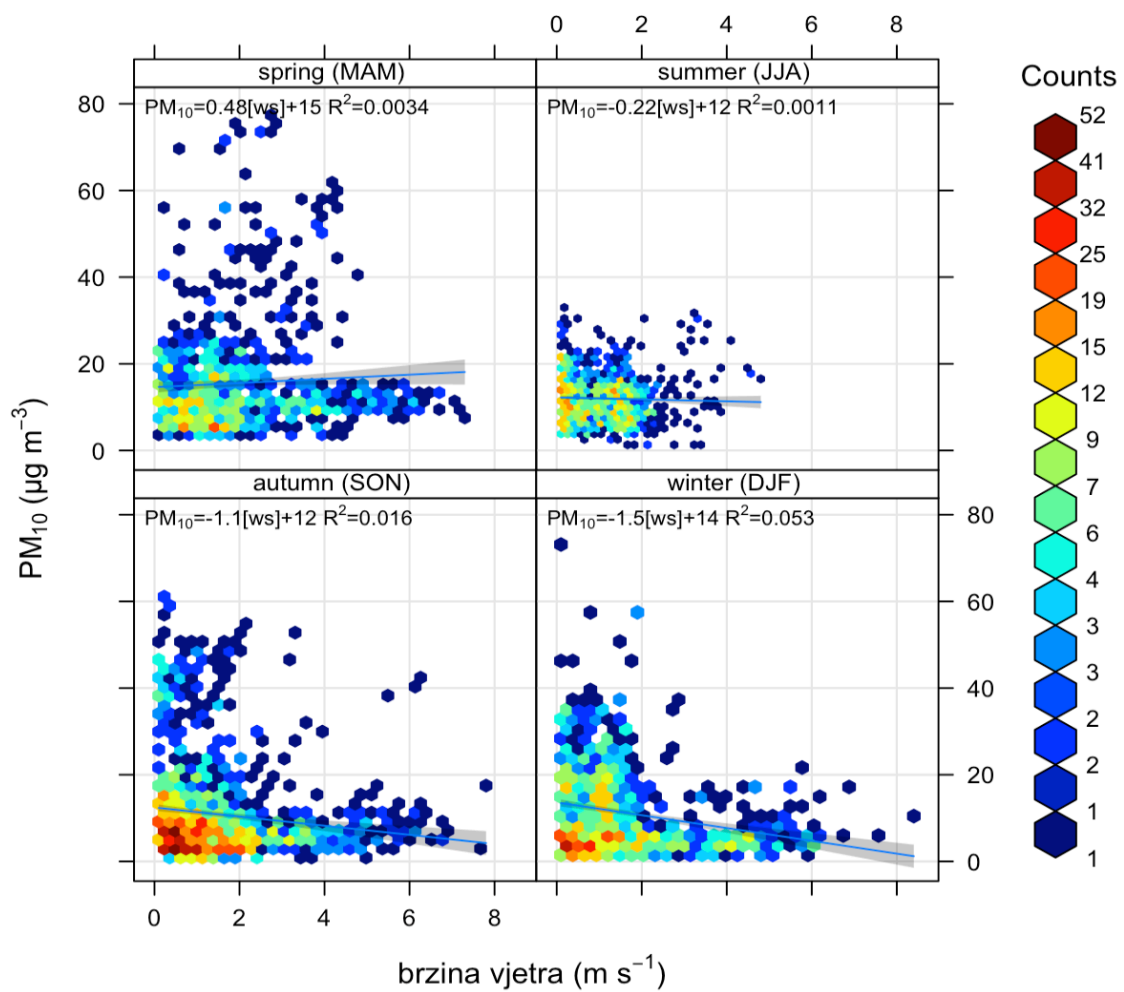 0 2 4 6 8
spring (MAM)
summer (JJA)
Counts
PM₁₀=0.48[ws]+15 R²=0.0034
PM₁₀=-0.22[ws]+12 R²=0.0011
80
60
40
20
0
52
41
32
25
19
15
12
9
7
6
4
3
3
2
2
1
1
PM₁₀ (µg m⁻³)
autumn (SON)
winter (DJF)
PM₁₀=-1.1[ws]+12 R²=0.016
PM₁₀=-1.5[ws]+14 R²=0.053
80
60
40
20
0
0 2 4 6 8
brzina vjetra (m s⁻¹)